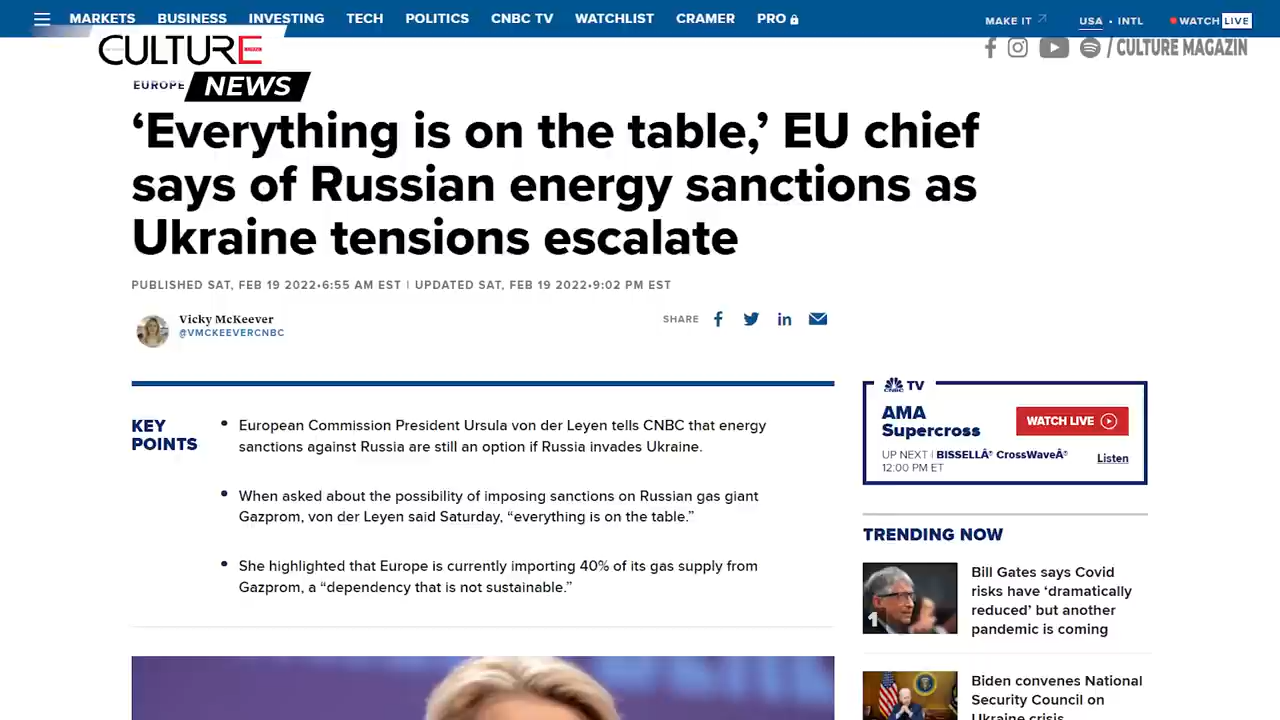 MARKETS BUSINESS INVESTING TECH POLITICS CNBC TV WATCHLIST CRAMER PRO
MAKE IT USA • INTL WATCH LIVE
CULTURE
/ CULTURE MAGAZIN
EUROPE
NEWS
‘Everything is on the table,’ EU chief
says of Russian energy sanctions as
Ukraine tensions escalate
PUBLISHED SAT, FEB 19 2022•6:55 AM EST | UPDATED SAT, FEB 19 2022•9:02 PM EST
Vicky McKeever
@VMCKEEVERCNBC
SHARE
KEY
POINTS
• European Commission President Ursula von der Leyen tells CNBC that energy
sanctions against Russia are still an option if Russia invades Ukraine.
• When asked about the possibility of imposing sanctions on Russian gas giant
Gazprom, von der Leyen said Saturday, “everything is on the table.”
• She highlighted that Europe is currently importing 40% of its gas supply from
Gazprom, a “dependency that is not sustainable.”
CNBC TV
AMA
Supercross
WATCH LIVE
UP NEXT | BISSELLÂ® CrossWaveÂ®
12:00 PM ET
Listen
TRENDING NOW
1
Bill Gates says Covid
risks have ‘dramatically
reduced’ but another
pandemic is coming
Biden convenes National
Security Council on
Ukraine crisis